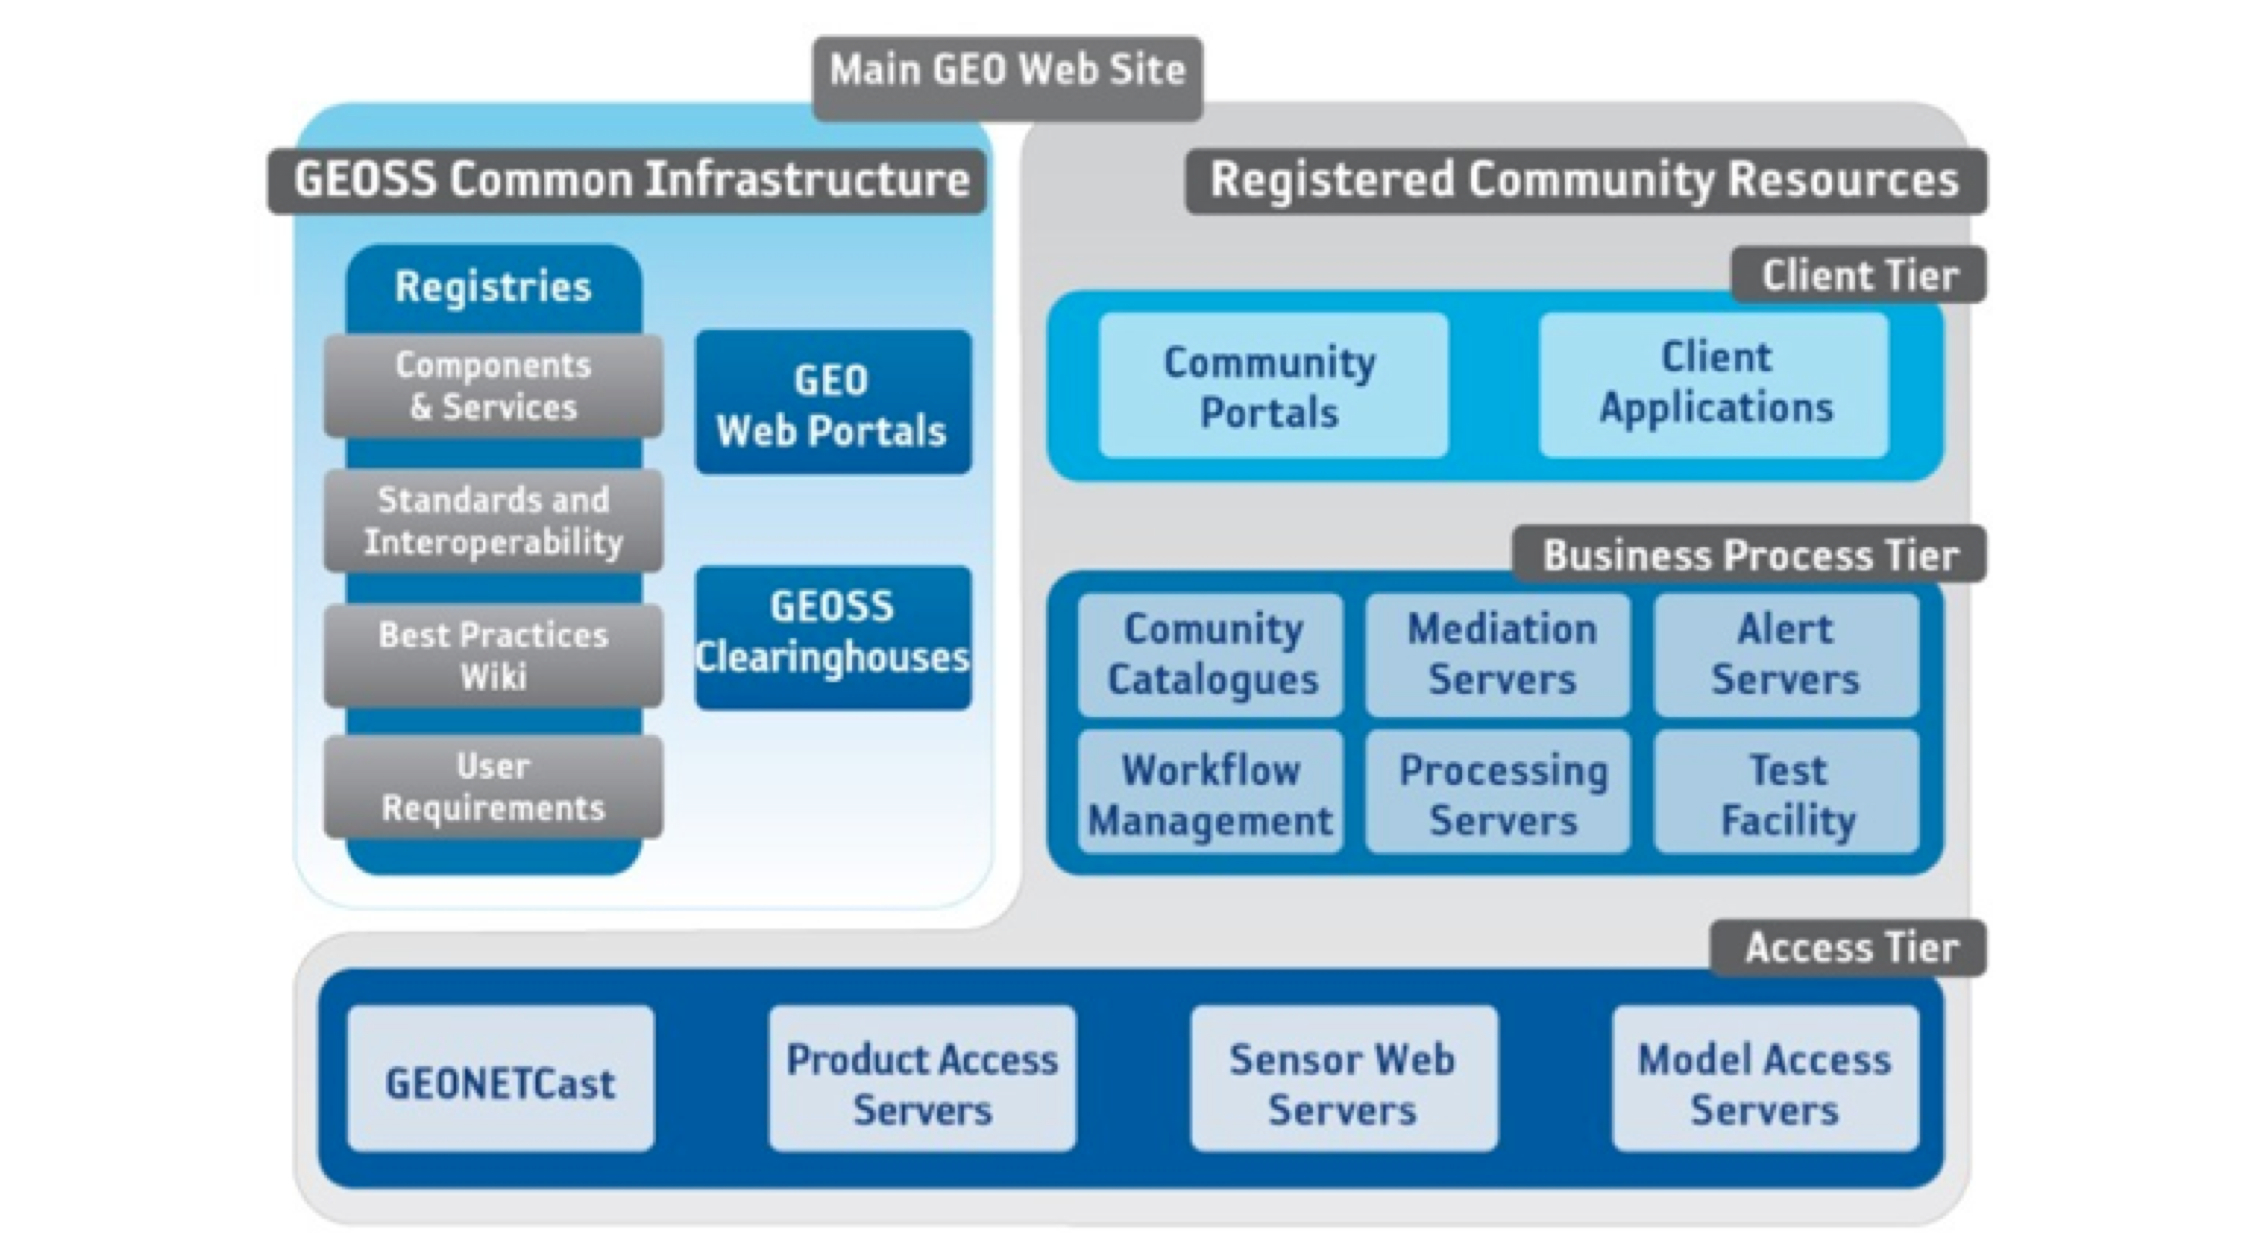 Main GEO Web Site
GEOSS Common Infrastructure
Registries
Components
& Services
Standards and
Interoperability
Best Practices
Wiki
User
Requirements
GEO
Web Portals
GEOSS
Clearinghouses
Registered Community Resources
Client Tier
Community
Portals
Client
Applications
Business Process Tier
Comunity
Catalogues
Mediation
Servers
Alert
Servers
Workflow
Management
Processing
Servers
Test
Facility
Access Tier
GEONETCast
Product Access
Servers
Sensor Web
Servers
Model Access
Servers